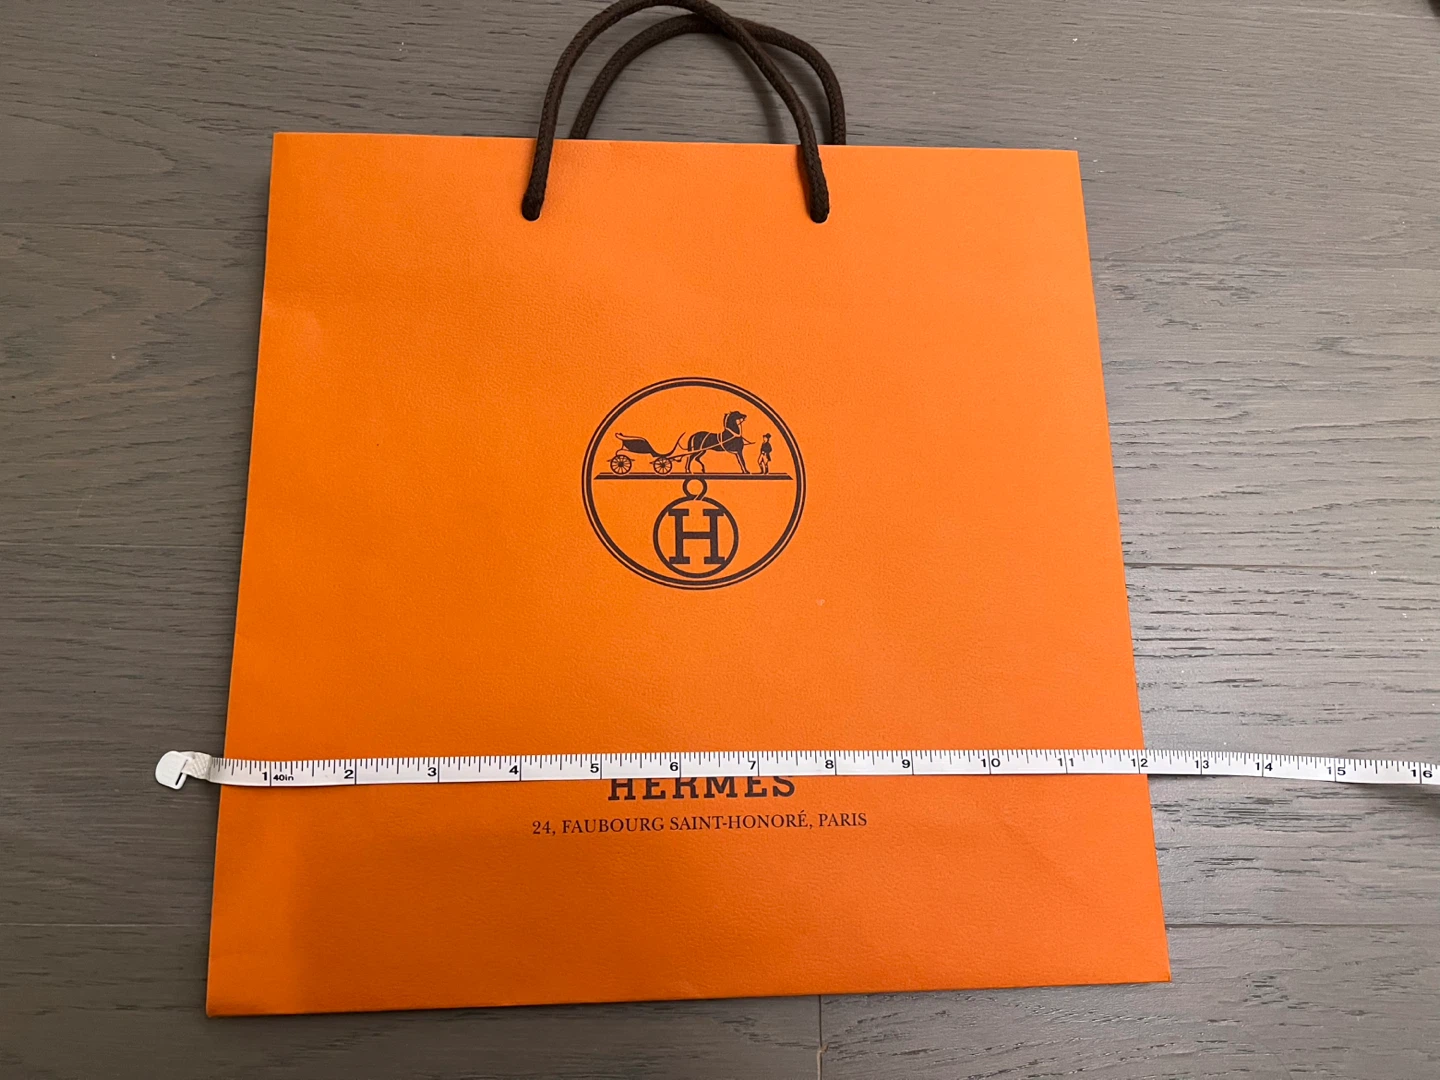 H
1 40in 2 3 4 5 6 7 8 9 10 11 12 13 14 15 16
HERMES
24, FAUBOURG SAINT-HONORÉ, PARIS